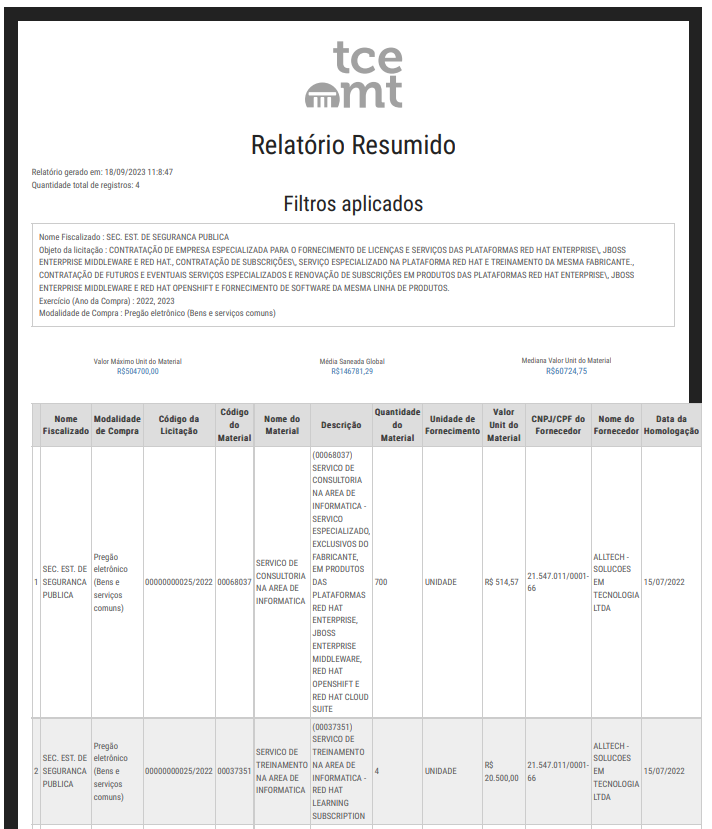 tce
mt
Relatório Resumido
Relatório gerado em: 18/09/2023 11:8:47
Quantidade total de registros: 4
Filtros aplicados
Nome Fiscalizado : SEC. EST. DE SEGURANCA PUBLICA
Objeto da licitação : CONTRATAÇÃO DE EMPRESA ESPECIALIZADA PARA O FORNECIMENTO DE LICENÇAS E SERVIÇOS DAS PLATAFORMAS RED HAT ENTERPRISE\, JBOSS
ENTERPRISE MIDDLEWARE E RED HAT., CONTRATAÇÃO DE SUBSCRIÇÕES\, SERVIÇO ESPECIALIZADO NA PLATAFORMA RED HAT E TREINAMENTO DA MESMA FABRICANTE.,
CONTRATAÇÃO DE FUTUROS E EVENTUAIS SERVIÇOS ESPECIALIZADOS E RENOVAÇÃO DE SUBSCRIÇÕES EM PRODUTOS DAS PLATAFORMAS RED HAT ENTERPRISE\, JBOSS
ENTERPRISE MIDDLEWARE E RED HAT OPENSHIFT E FORNECIMENTO DE SOFTWARE DA MESMA LINHA DE PRODUTOS.
Exercício (Ano da Compra) : 2022, 2023
Modalidade de Compra : Pregão eletrônico (Bens e serviços comuns)
Valor Máximo Unit do Material
R$504700,00
Média Saneada Global
R$146781,29
Mediana Valor Unit do Material
R$60724,75
Nome
Fiscalizado
Modalidade
de Compra
Código da
Licitação
Código
do
Material
Nome do
Material
Descrição
Quantidade
do
Material
Unidade de
Fornecimento
Valor
Unit do
Material
CNPJ/CPF do
Fornecedor
Nome do
Fornecedor
Data da
Homologação
1
SEC. EST. DE
SEGURANCA
PUBLICA
Pregão
eletrônico
(Bens e
serviços
comuns)
00000000025/2022
00068037
SERVICO DE
CONSULTORIA
NA AREA DE
INFORMATICA
(00068037)
SERVICO DE
CONSULTORIA
NA AREA DE
INFORMATICA -
SERVICO
ESPECIALIZADO,
EXCLUSIVOS DO
FABRICANTE,
EM PRODUTOS
DAS
PLATAFORMAS
RED HAT
ENTERPRISE,
JBOSS
ENTERPRISE
MIDDLEWARE,
RED HAT
OPENSHIFT E
RED HAT CLOUD
SUITE
700
UNIDADE
R$ 514,57
21.547.011/0001-
66
ALLTECH -
SOLUCOES
EM
TECNOLOGIA
LTDA
15/07/2022
2
SEC. EST. DE
SEGURANCA
PUBLICA
Pregão
eletrônico
(Bens e
serviços
comuns)
00000000025/2022
00037351
SERVICO DE
TREINAMENTO
NA AREA DE
INFORMATICA
(00037351)
SERVICO DE
TREINAMENTO
NA AREA DE
INFORMATICA -
RED HAT
LEARNING
SUBSCRIPTION
4
UNIDADE
R$
20.500,00
21.547.011/0001-
66
ALLTECH -
SOLUCOES
EM
TECNOLOGIA
LTDA
15/07/2022